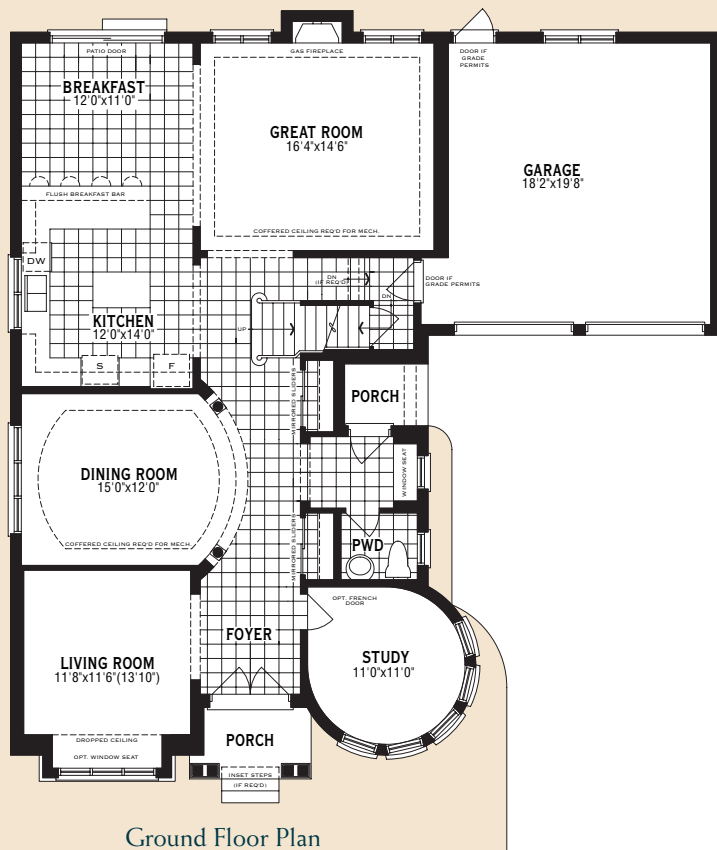 PATIO DOOR
GAS FIREPLACE
DOOR IF
GRADE
PERMITS
BREAKFAST
12'0"x11'0"
GREAT ROOM
16'4"x14'6"
GARAGE
18'2"x19'8"
FLUSH BREAKFAST BAR
COFFERED CEILING REQ'D FOR MECH.
DW
DN
(IF REQ'D)
DOOR IF
GRADE PERMITS
DN
UP
KITCHEN
12'0"x14'0"
S
F
MIRRORED SLIDERS
PORCH
DINING ROOM
15'0"x12'0"
WINDOW SEAT
COFFERED CEILING REQ'D FOR MECH.
MIRRORED SLIDERS
PWD
OPT. FRENCH
DOOR
FOYER
LIVING ROOM
11'8"x11'6"(13'10")
STUDY
11'0"x11'0"
DROPPED CEILING
OPT. WINDOW SEAT
PORCH
INSET STEPS
(IF REQ'D)
Ground Floor Plan